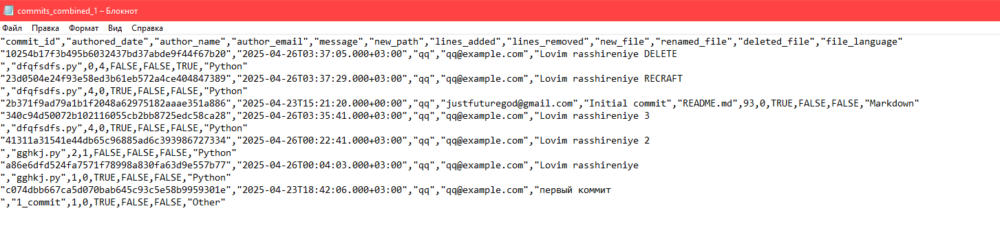 commits_combined_1 – Блокнот
Файл Правка Формат Вид Справка
"commit_id","authored_date","author_name","author_email","message","new_path","lines_added","lines_removed","new_file","renamed_file","deleted_file","file_language"
"10254b17f3b495b6032437bd37abde9f44f67b20","2025-04-26T03:37:05.000+03:00","qq","qq@example.com","Lovim rasshireniye DELETE
","dfqfsdfs.py",0,4,FALSE,FALSE,TRUE,"Python"
"23d0504e24f93e58ed3b61eb572a4ce404847389","2025-04-26T03:37:29.000+03:00","qq","qq@example.com","Lovim rasshireniye RECRAFT
","dfqfsdfs.py",4,0,TRUE,FALSE,FALSE,"Python"
"2b371f9ad79a1b1f2048a62975182aaae351a886","2025-04-23T15:21:20.000+00:00","qq","justfuturegod@gmail.com","Initial commit","README.md",93,0,TRUE,FALSE,FALSE,"Markdown"
"340c94d50072b102116055cb2bb8725edc58ca28","2025-04-26T03:35:41.000+03:00","qq","qq@example.com","Lovim rasshireniye 3
","dfqfsdfs.py",4,0,TRUE,FALSE,FALSE,"Python"
"41311a31541e44db65c96885ad6c393986727334","2025-04-26T00:22:41.000+03:00","qq","qq@example.com","Lovim rasshireniye 2
","gghkj.py",2,1,FALSE,FALSE,FALSE,"Python"
"a86e6dfd524fa7571f78998a830fa63d9e557b77","2025-04-26T00:04:03.000+03:00","qq","qq@example.com","Lovim rasshireniye
","gghkj.py",1,0,TRUE,FALSE,FALSE,"Python"
"c074dbb667ca5d070bab645c93c5e58b9959301e","2025-04-23T18:42:06.000+03:00","qq","qq@example.com","первый коммит
","1_commit",1,0,TRUE,FALSE,FALSE,"Other"